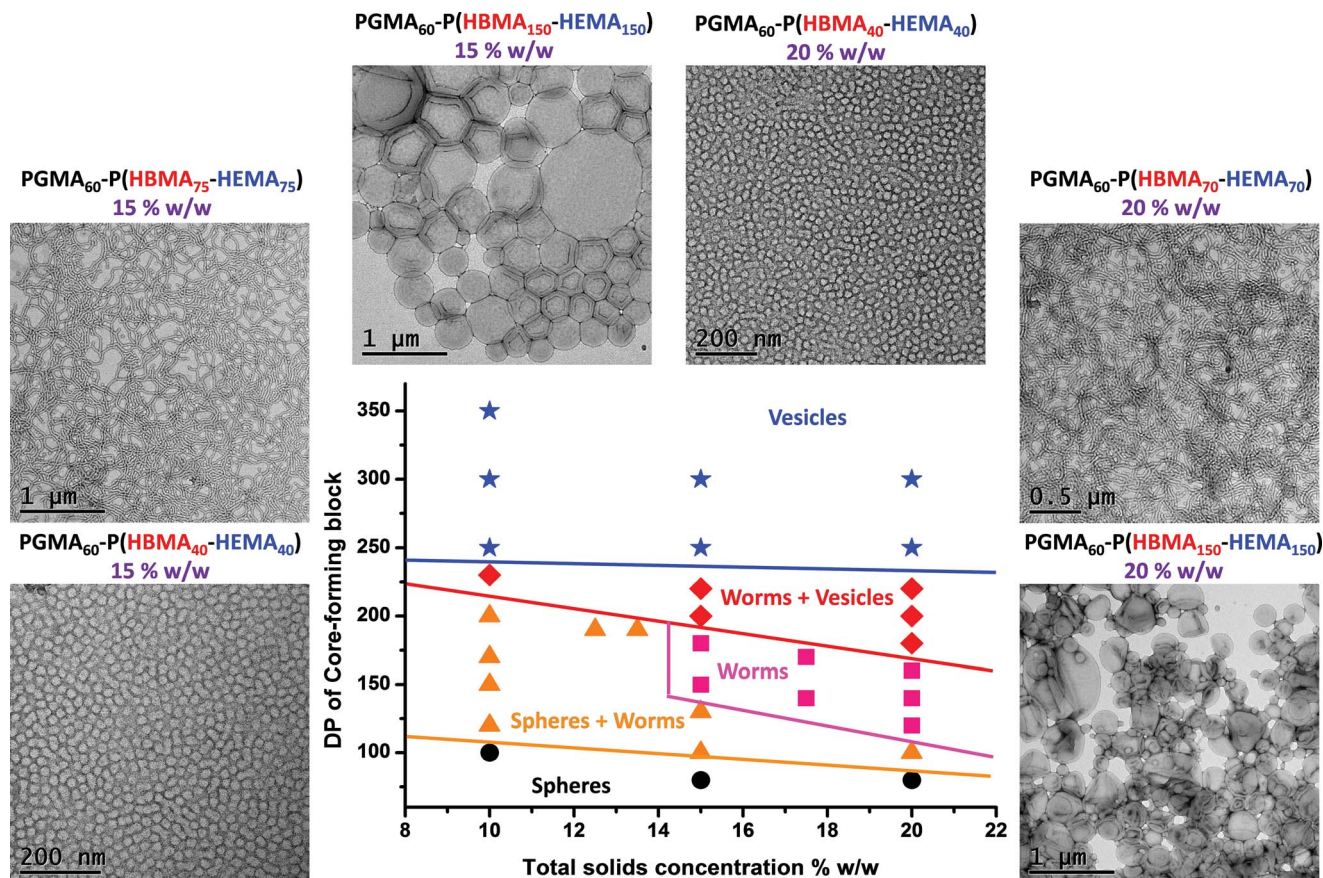 PGMA60-P(HBMA150-HEMA150)
15 % w/w
1 µm
PGMA60-P(HBMA40-HEMA40)
20 % w/w
200 nm
PGMA60-P(HBMA75-HEMA75)
15 % w/w
1 µm
PGMA60-P(HBMA70-HEMA70)
20 % w/w
0.5 µm
PGMA60-P(HBMA40-HEMA40)
15 % w/w
200 nm
PGMA60-P(HBMA150-HEMA150)
20 % w/w
1 µm
DP of Core-forming block
350
300
250
200
150
100
Vesicles
Worms + Vesicles
Worms
Spheres + Worms
Spheres
8 10 12 14 16 18 20 22
Total solids concentration % w/w